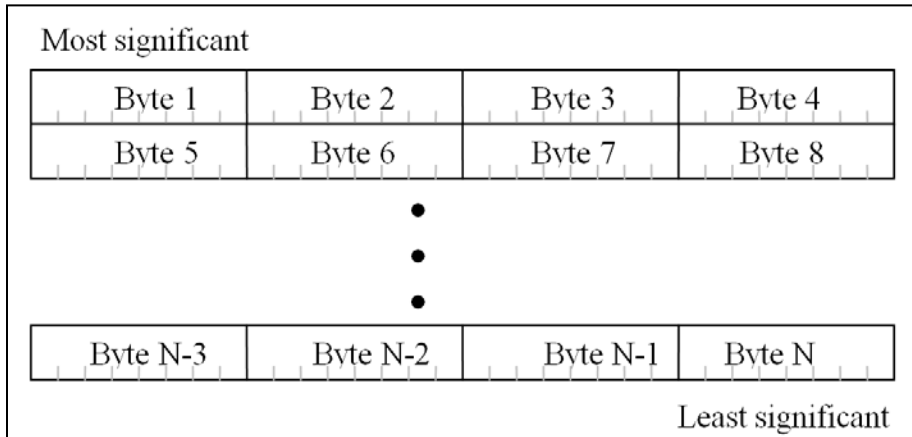 Most significant
Byte 1 Byte 2 Byte 3 Byte 4
Byte 5 Byte 6 Byte 7 Byte 8
Byte N-3 Byte N-2 Byte N-1 Byte N
Least significant